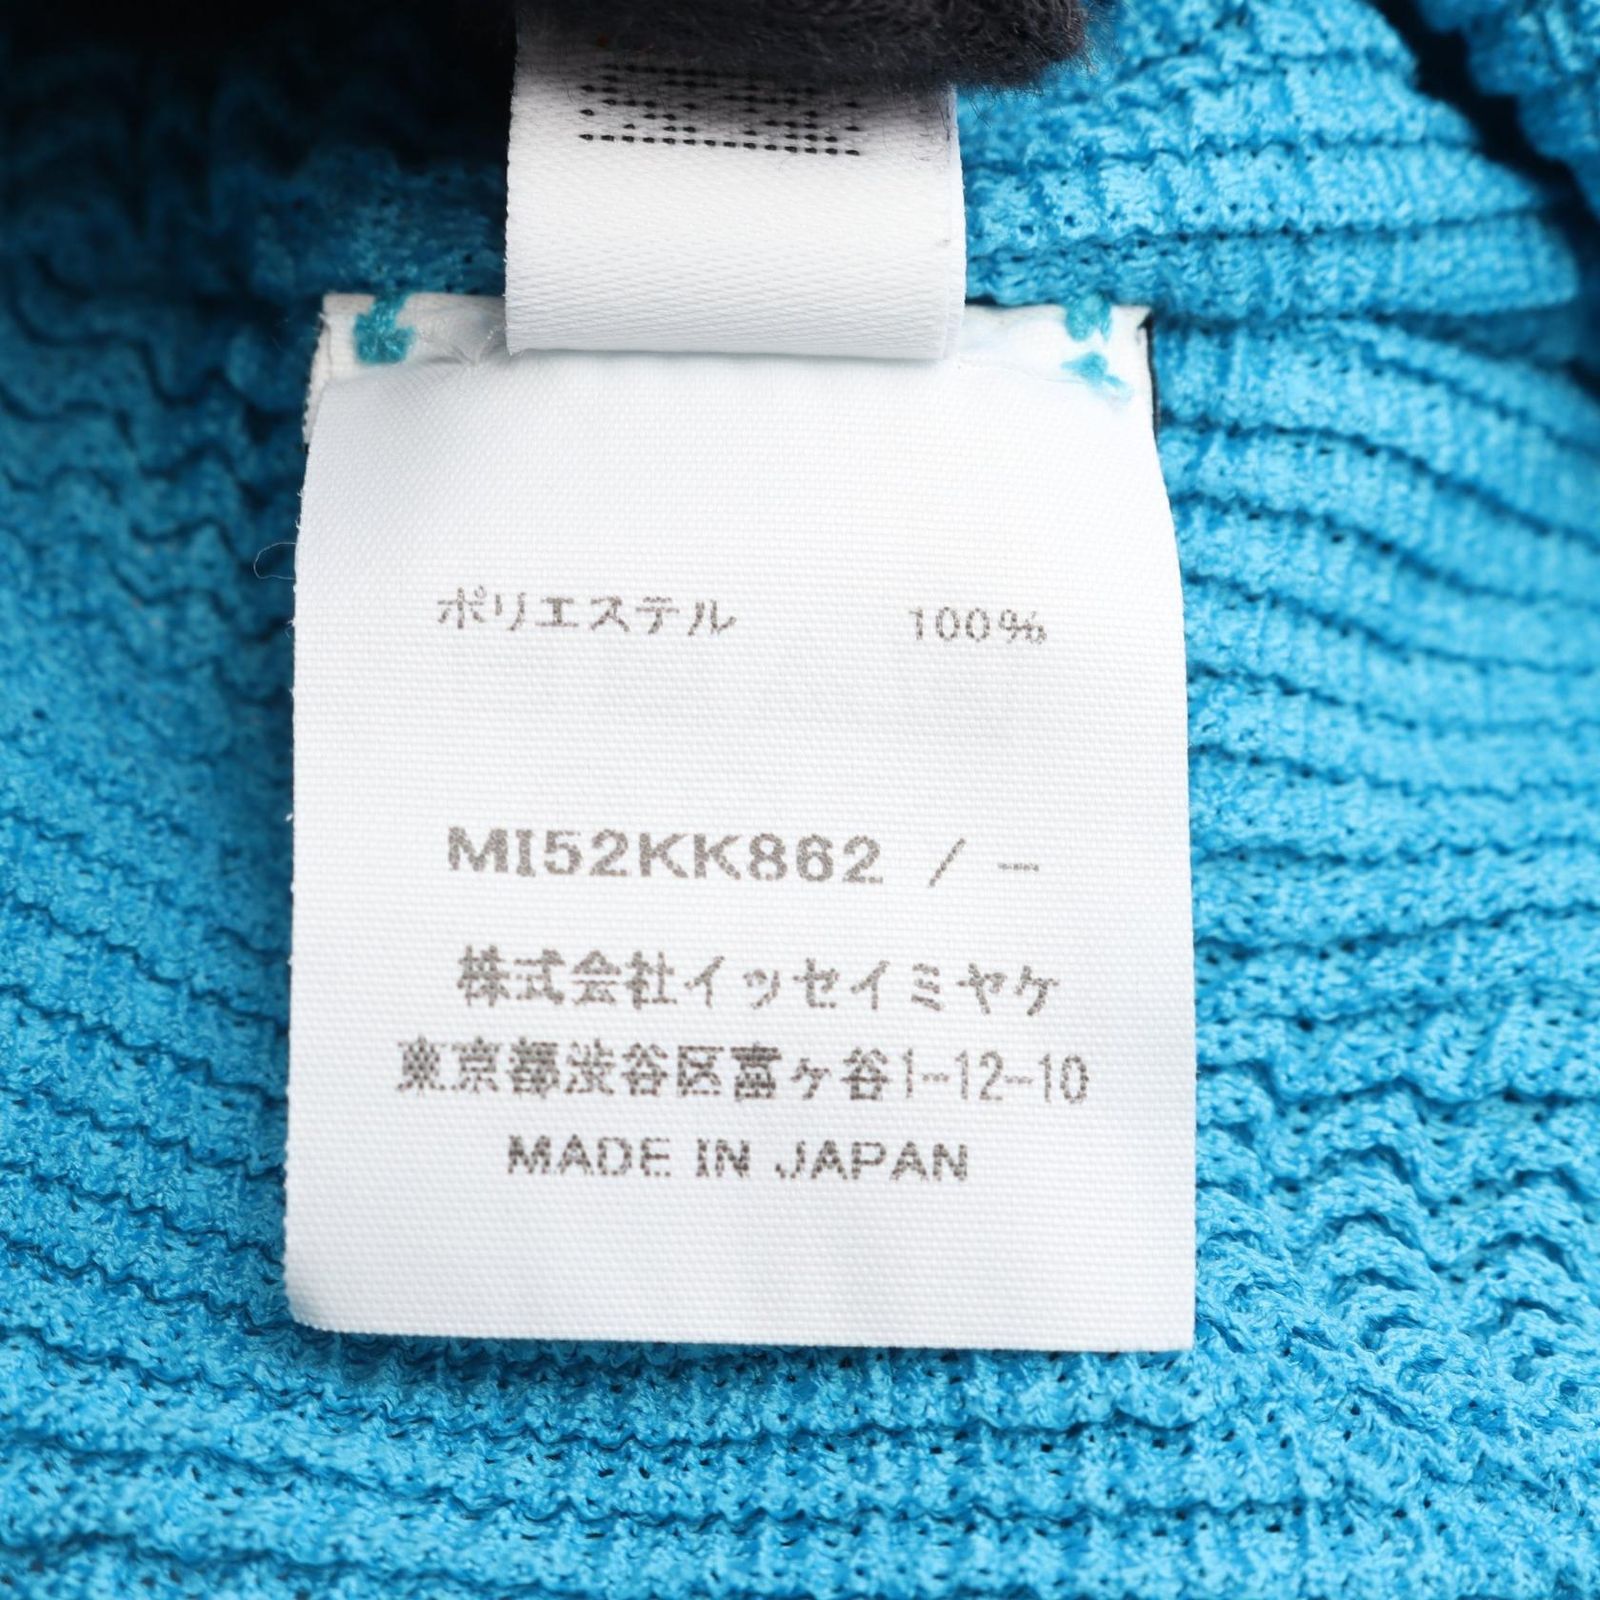 ポリエステル 100%
MI52KK862 / -
株式会社イッセイミヤケ
東京都渋谷区富ヶ谷1-12-10
MADE IN JAPAN